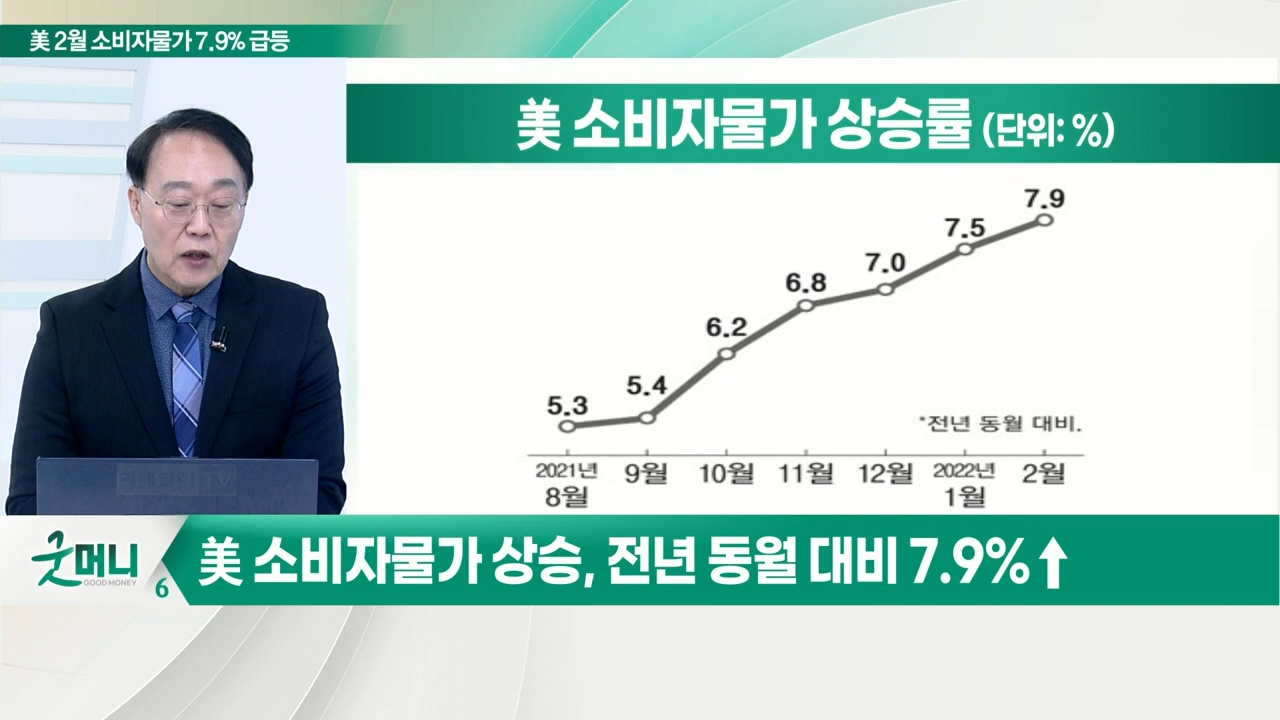 美 2월 소비자물가 7.9% 급등
美 소비자물가 상승률 (단위: %)
7.9
7.5
7.0
6.8
6.2
5.4
5.3
*전년 동월 대비.
2021년 9월 10월 11월 12월 2022년 2월
8월 1월
굿머니
GOOD MONEY
6
美 소비자물가 상승, 전년 동월 대비 7.9%↑